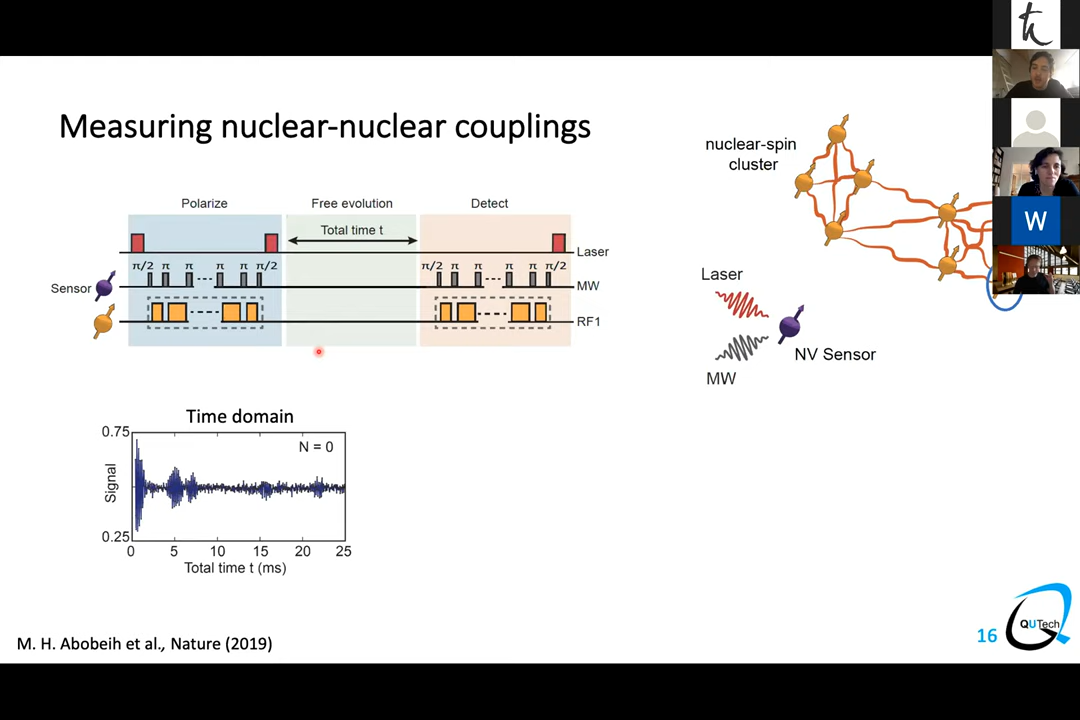 Measuring nuclear-nuclear couplings
Polarize
Free evolution
Detect
Total time t
Laser
π/2 π π π π π/2
π/2 π π π π π/2
Sensor
MW
RF1
nuclear-spin
cluster
Laser
NV Sensor
MW
W
Time domain
0.75
N = 0
Signal
0.25
0 5 10 15 20 25
Total time t (ms)
M. H. Abobeih et al., Nature (2019)
16
QUTech